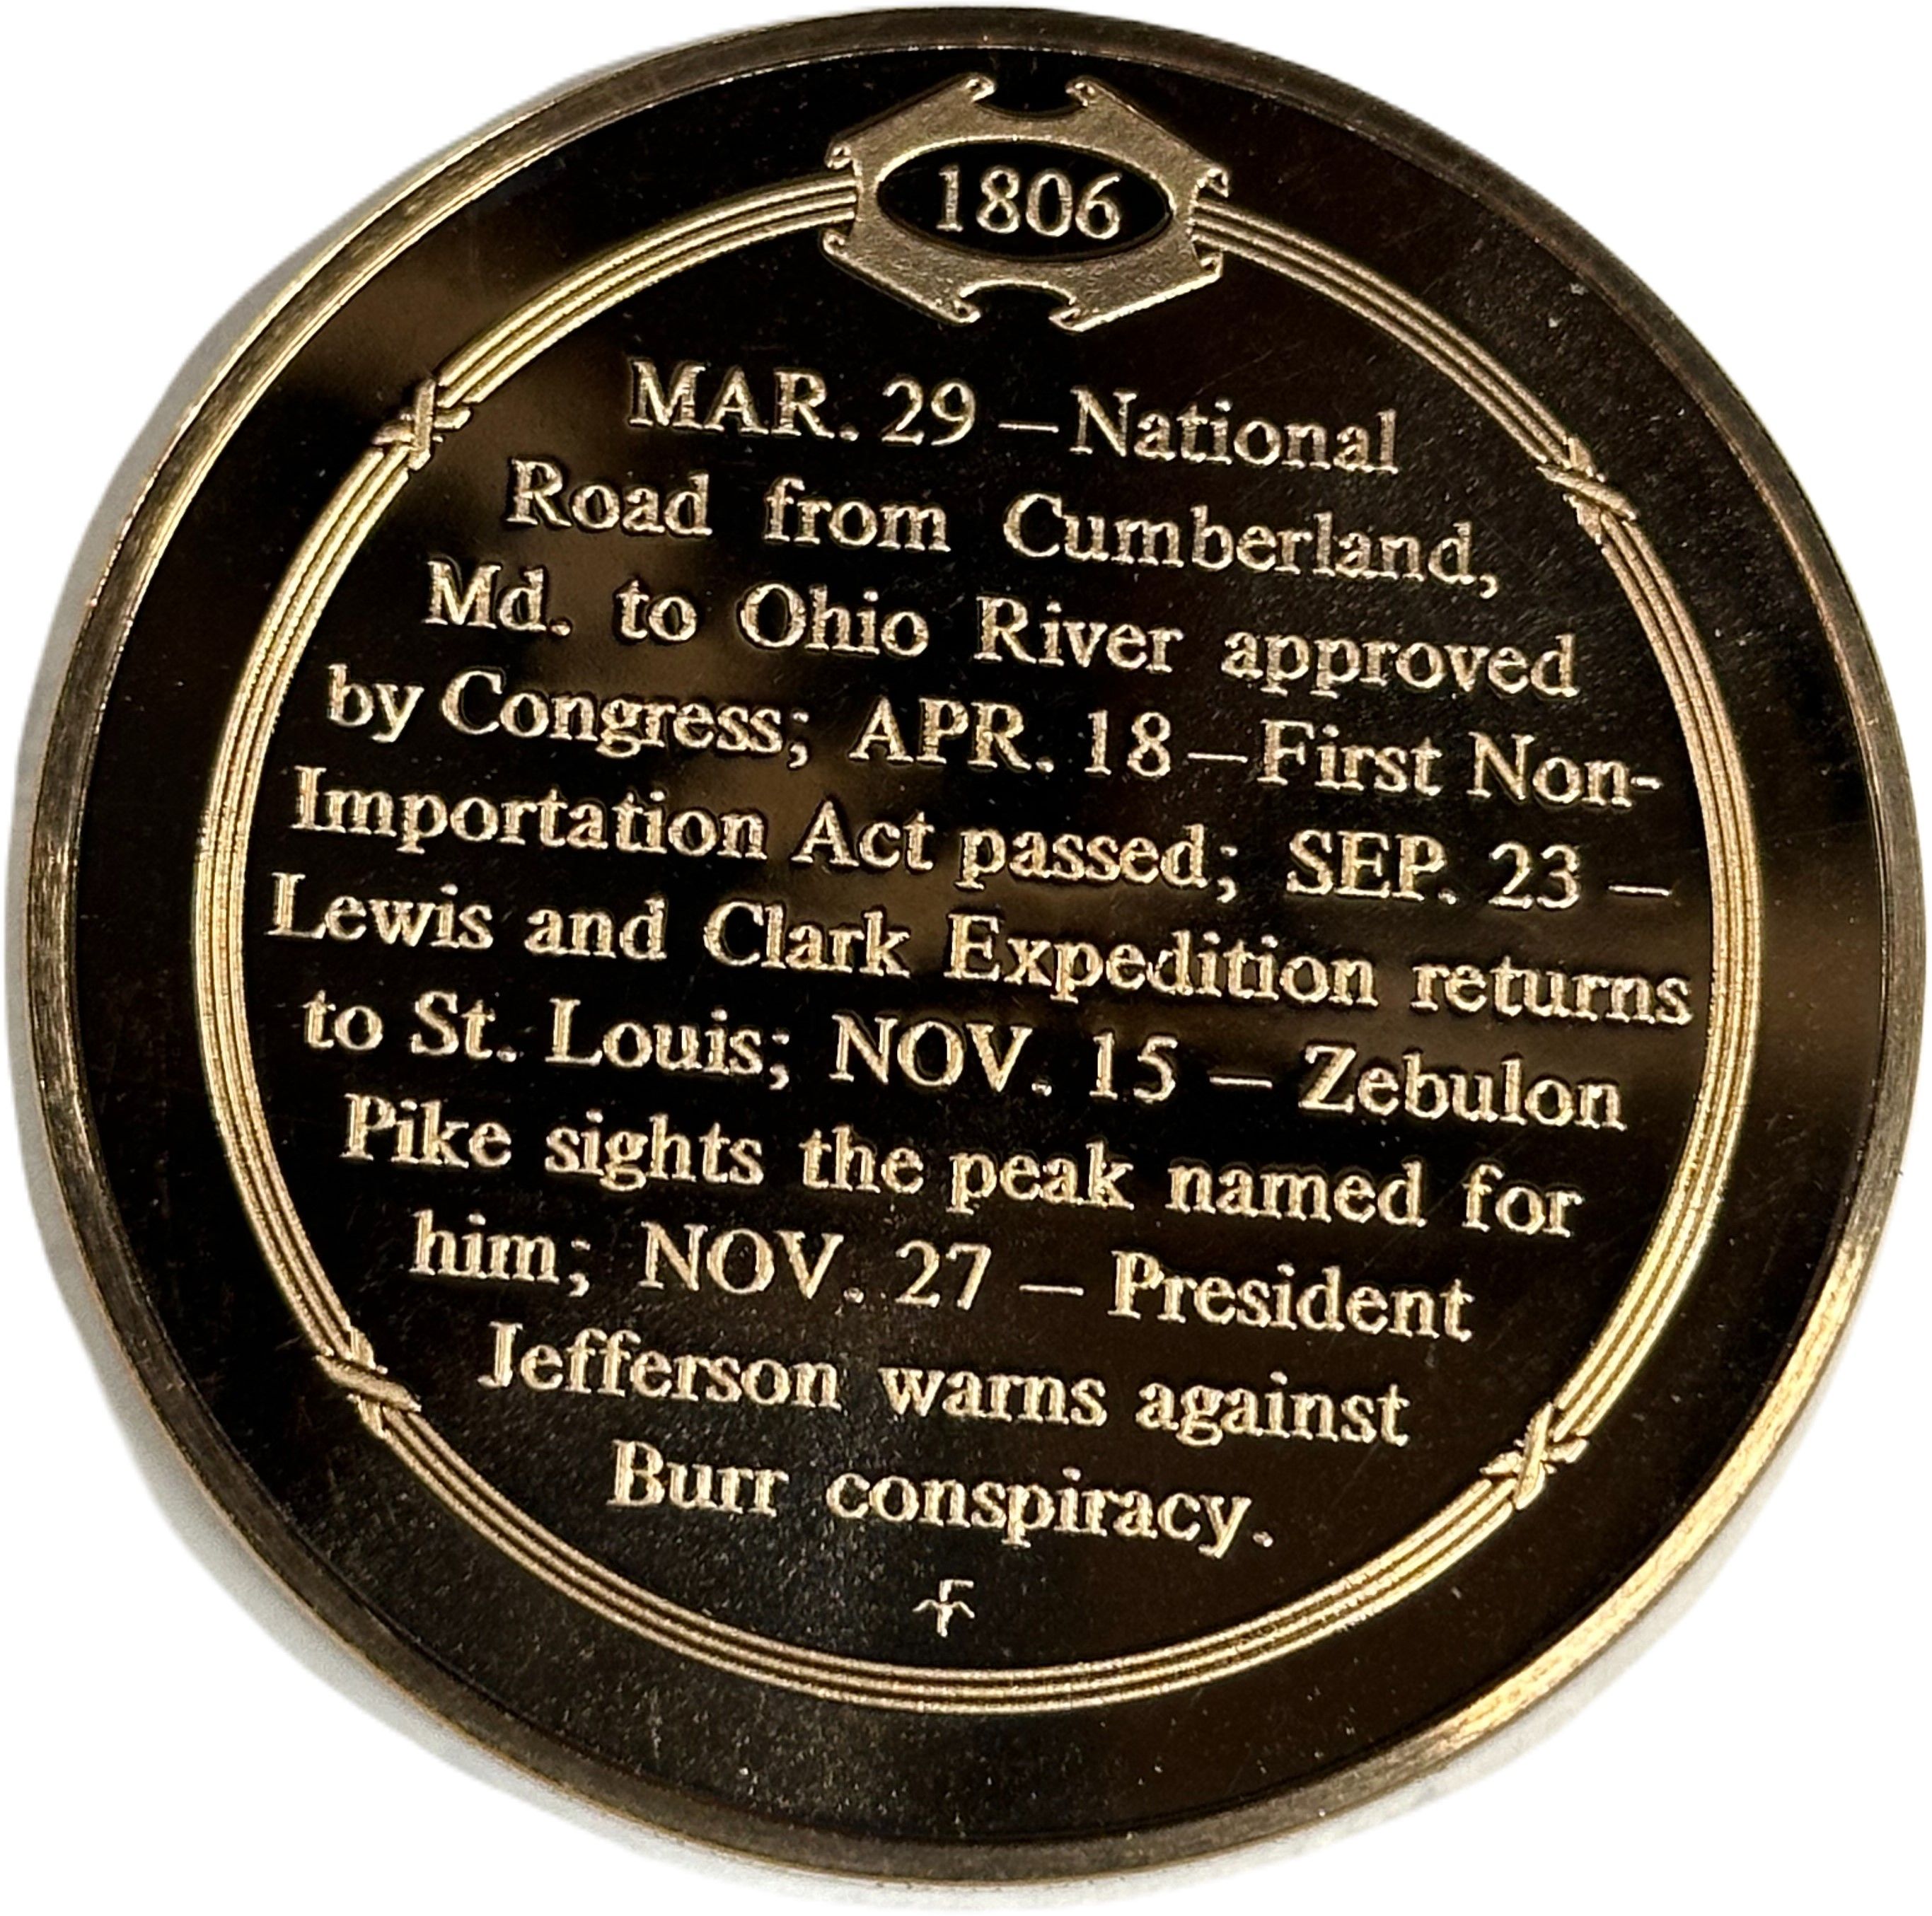 1806
MAR. 29 – National
Road from Cumberland,
Md. to Ohio River approved
by Congress; APR. 18 – First Non-
Importation Act passed; SEP. 23 –
Lewis and Clark Expedition returns
to St. Louis; NOV. 15 – Zebulon
Pike sights the peak named for
him; NOV. 27 – President
Jefferson warns against
Burr conspiracy.